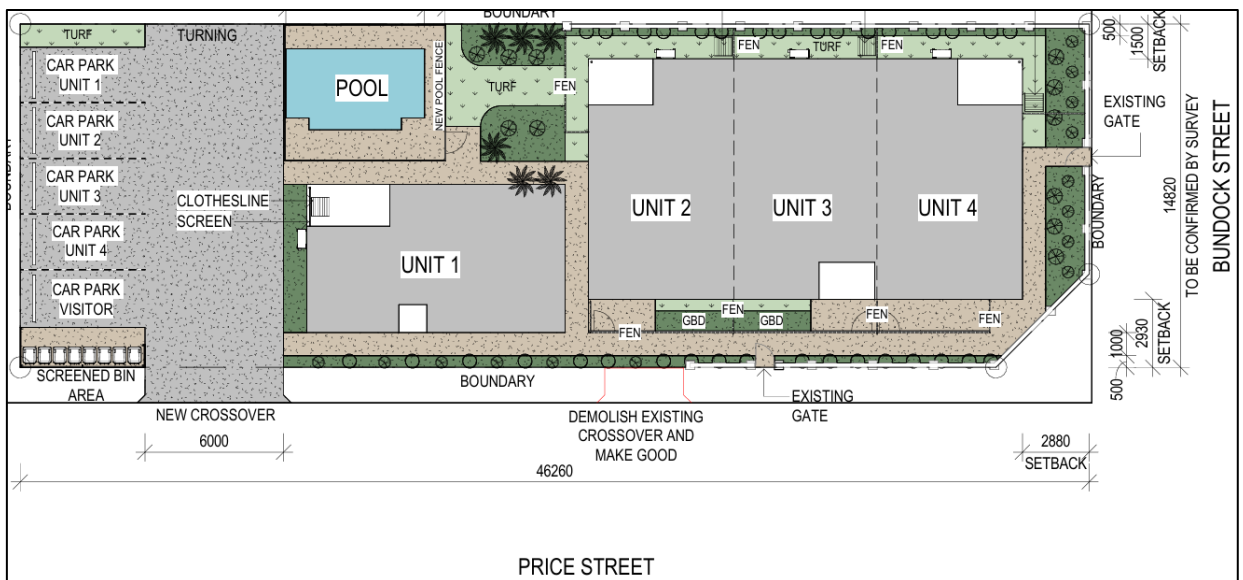 BOUNDARY
TURF
TURNING
CAR PARK
UNIT 1
CAR PARK
UNIT 2
CAR PARK
UNIT 3
CAR PARK
UNIT 4
CAR PARK
VISITOR
SCREENED BIN
AREA
BOUNDARY
POOL
NEW POOL FENCE
TURF
FEN
FEN
TURF
FEN
CLOTHESLINE
SCREEN
UNIT 1
UNIT 2
UNIT 3
UNIT 4
FEN
GBD
FEN
GBD
FEN
FEN
500
1500
SETBACK
EXISTING
GATE
BOUNDARY
14820
TO BE CONFIRMED BY SURVEY
BUNDOCK STREET
2930
SETBACK
1000
500
BOUNDARY
NEW CROSSOVER
6000
DEMOLISH EXISTING
CROSSOVER AND
MAKE GOOD
EXISTING
GATE
2880
SETBACK
46260
PRICE STREET